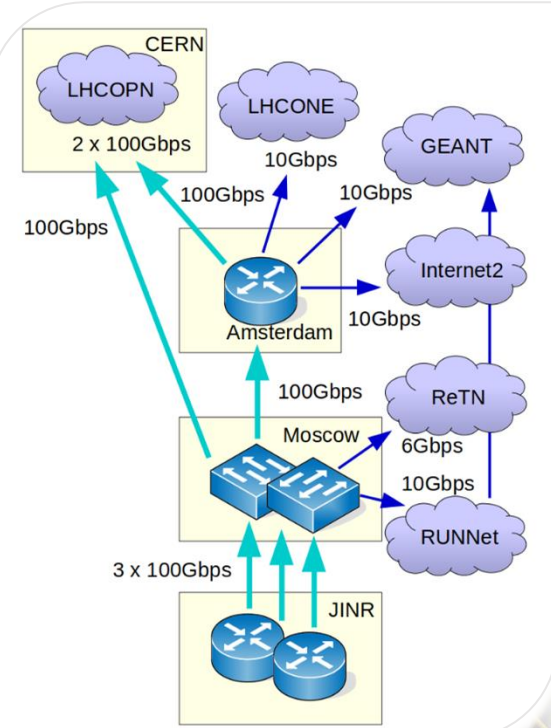 CERN
LHCOPN
2 x 100Gbps
LHCONE
10Gbps
GEANT
100Gbps
10Gbps
100Gbps
Internet2
10Gbps
Amsterdam
100Gbps
ReTN
Moscow
6Gbps
10Gbps
RUNNet
3 x 100Gbps
JINR